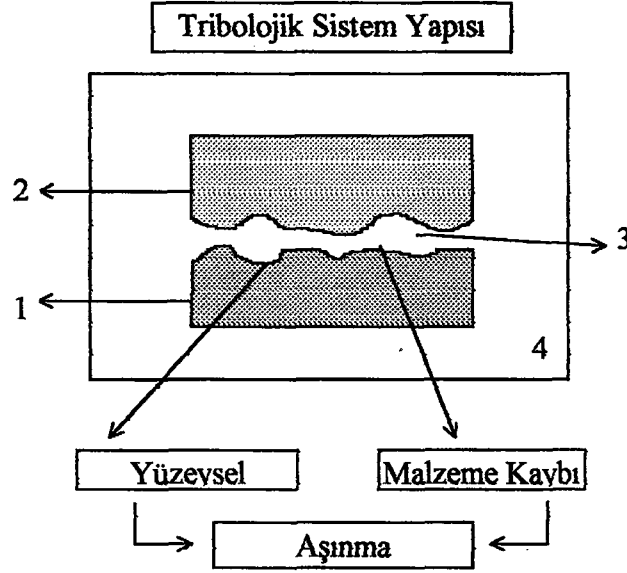 Tribolojik Sistem Yapısı
2
3
1
4
Yüzeysel
Malzeme Kaybı
Aşınma